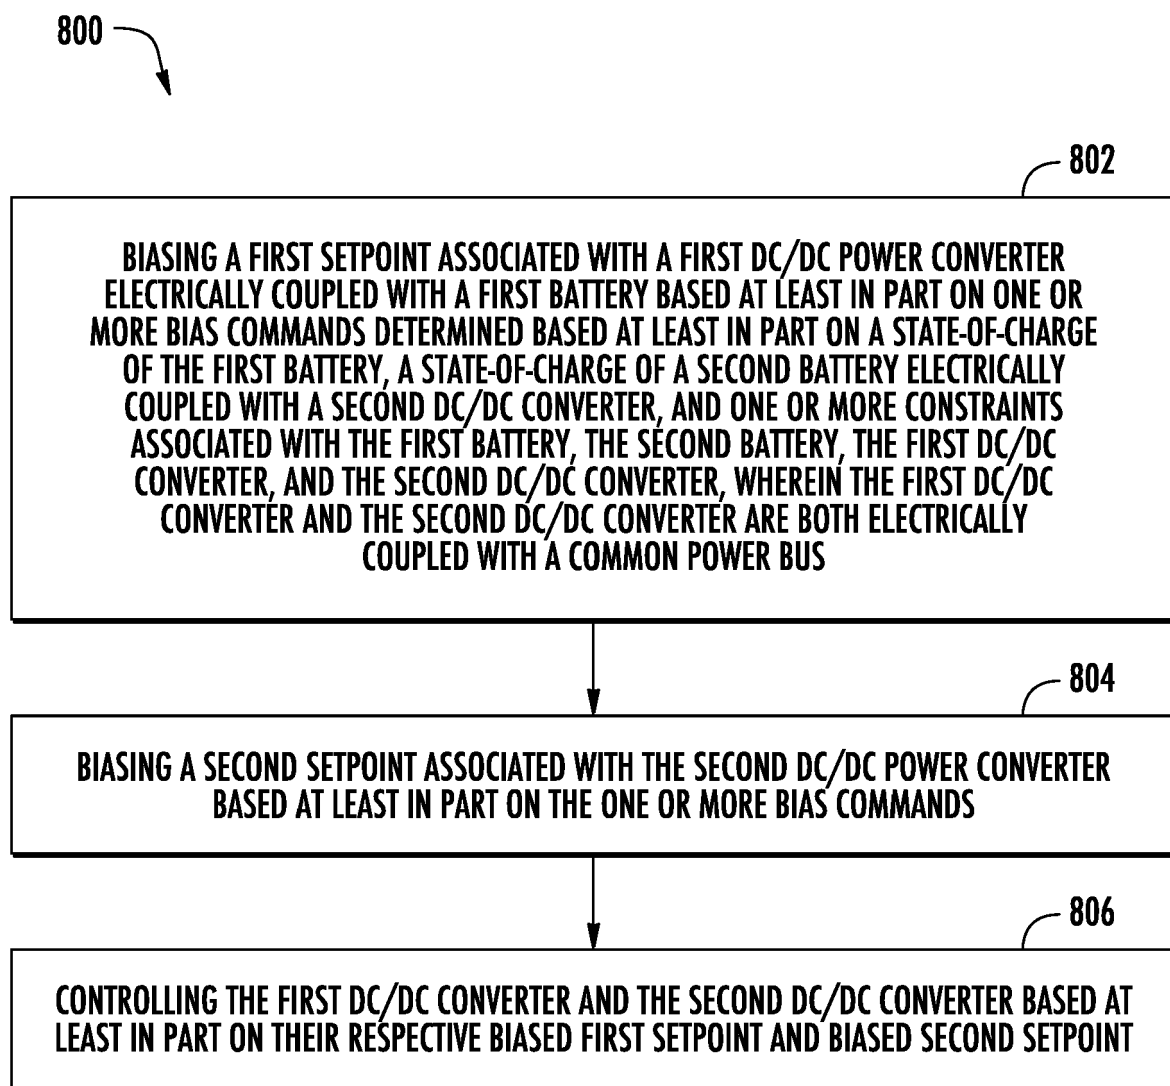 800
802
BIASING A FIRST SETPOINT ASSOCIATED WITH A FIRST DC/DC POWER CONVERTER
ELECTRICALLY COUPLED WITH A FIRST BATTERY BASED AT LEAST IN PART ON ONE OR
MORE BIAS COMMANDS DETERMINED BASED AT LEAST IN PART ON A STATE-OF-CHARGE
OF THE FIRST BATTERY, A STATE-OF-CHARGE OF A SECOND BATTERY ELECTRICALLY
COUPLED WITH A SECOND DC/DC CONVERTER, AND ONE OR MORE CONSTRAINTS
ASSOCIATED WITH THE FIRST BATTERY, THE SECOND BATTERY, THE FIRST DC/DC
CONVERTER, AND THE SECOND DC/DC CONVERTER, WHEREIN THE FIRST DC/DC
CONVERTER AND THE SECOND DC/DC CONVERTER ARE BOTH ELECTRICALLY
COUPLED WITH A COMMON POWER BUS
804
BIASING A SECOND SETPOINT ASSOCIATED WITH THE SECOND DC/DC POWER CONVERTER
BASED AT LEAST IN PART ON THE ONE OR MORE BIAS COMMANDS
806
CONTROLLING THE FIRST DC/DC CONVERTER AND THE SECOND DC/DC CONVERTER BASED AT
LEAST IN PART ON THEIR RESPECTIVE BIASED FIRST SETPOINT AND BIASED SECOND SETPOINT